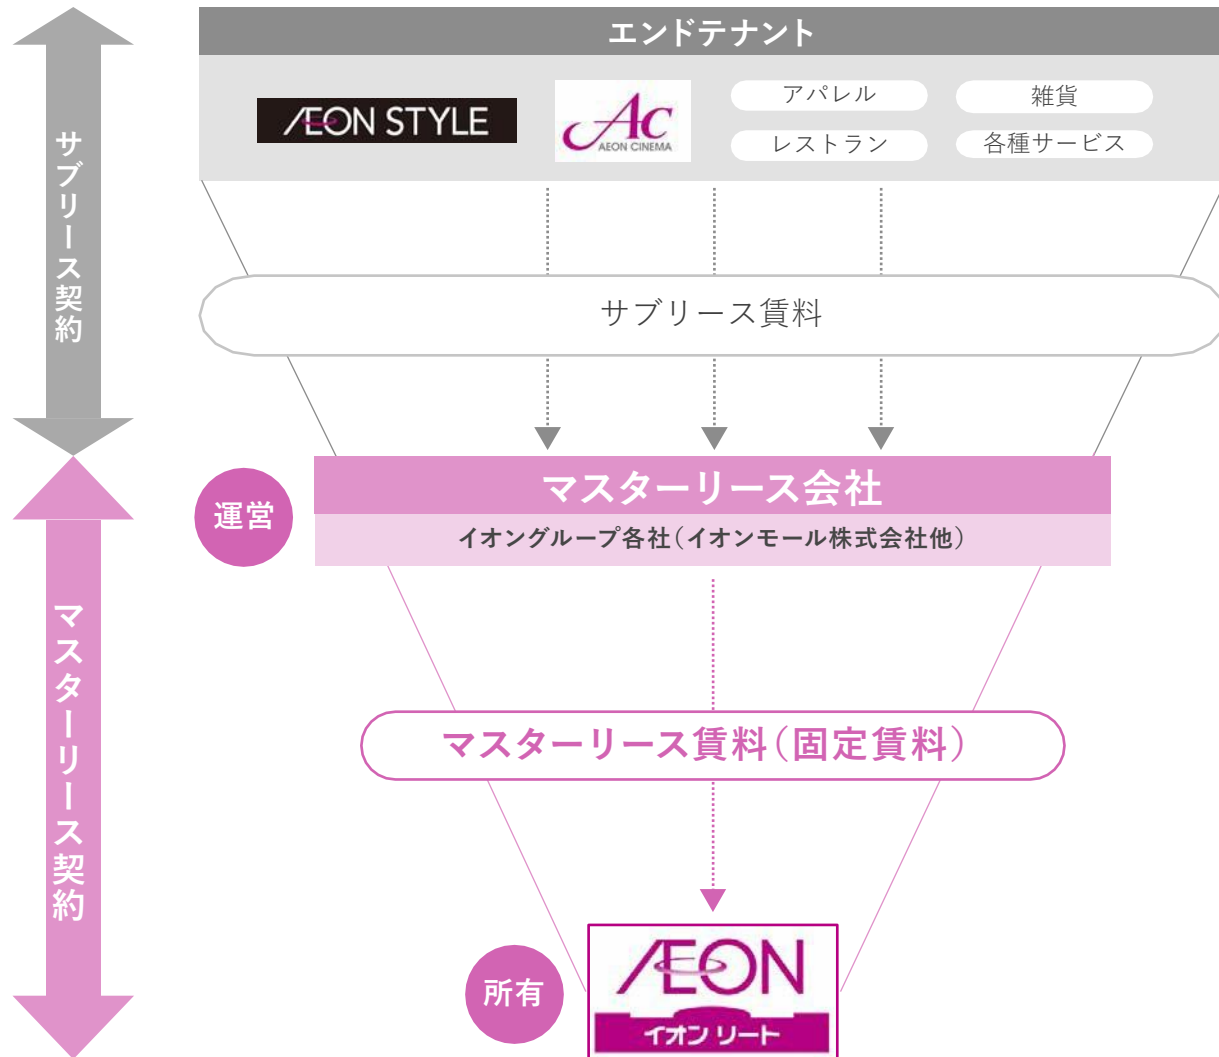 エンドテナント
ÆON STYLE
AC
AEON CINEMA
アパレル
雑貨
レストラン
各種サービス
サブリース契約
サブリース賃料
運営
マスターリース会社
イオングループ各社（イオンモール株式会社他）
マスターリース契約
マスターリース賃料（固定賃料）
所有
ÆON
イオン リート